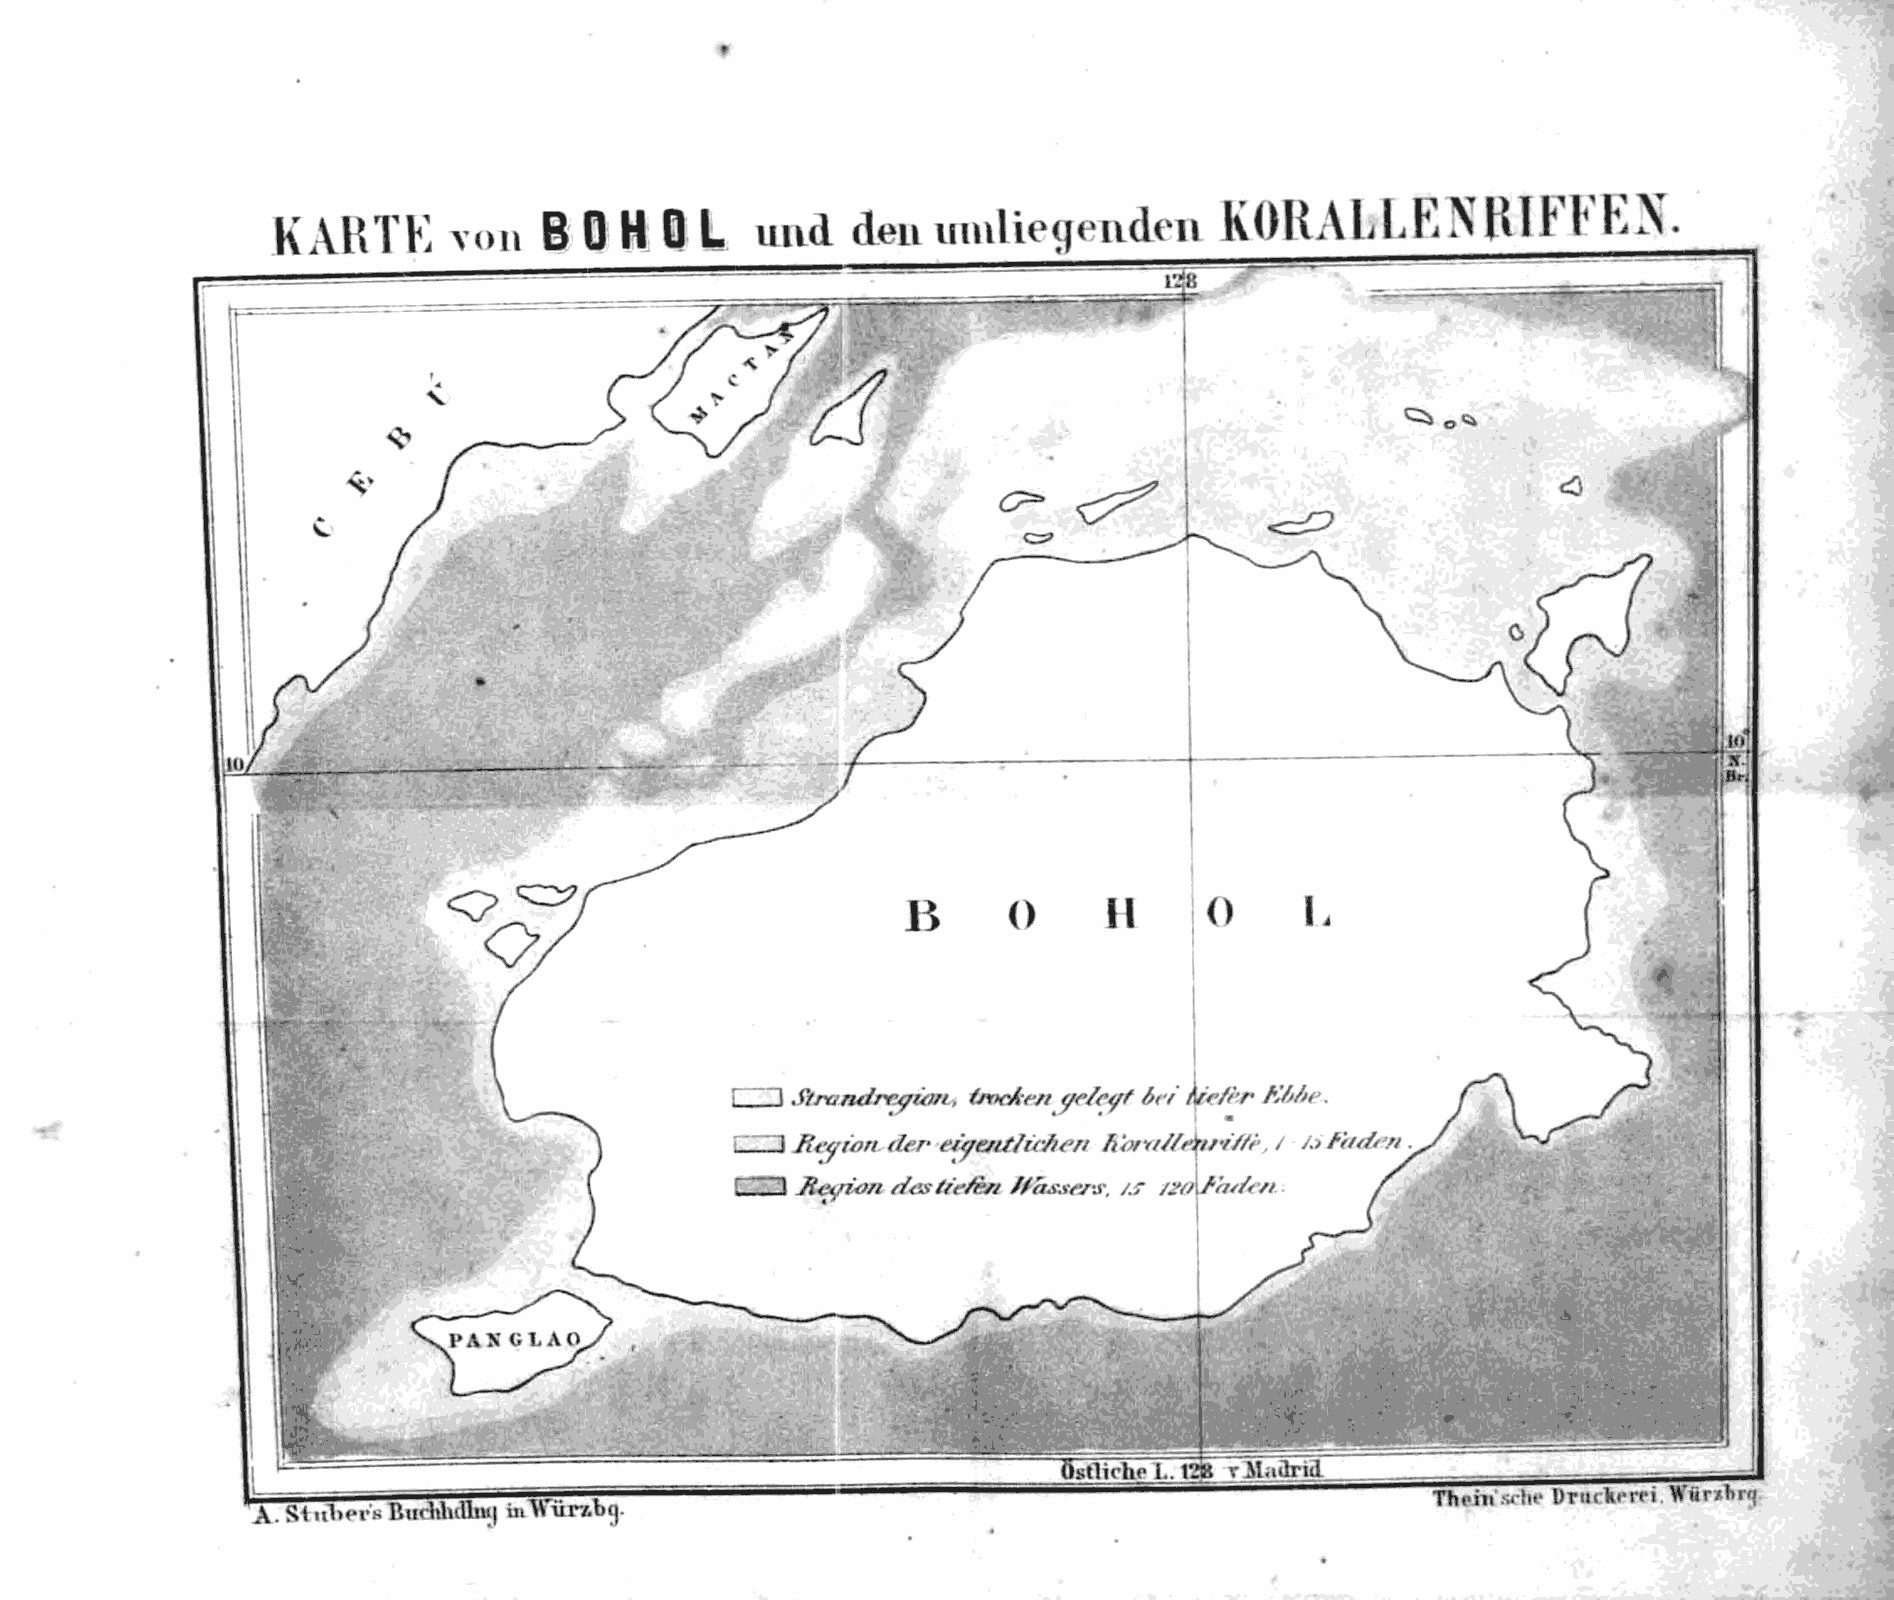 KARTE von BOHOL und den umliegenden KORALLENRIFFEN.
128
CEBÚ
MACTAN
10
10°
N.
Br.
BOHOL
Strandregion, trocken gelegt bei tiefer Ebbe.
Region der eigentlichen Korallenriffe, 1-15 Faden.
Region des tiefen Wassers, 15-120 Faden.
PANGLAO
Östliche L. 128 v Madrid
A. Stuber's Buchhdlng in Würzbg.
Thein'sche Druckerei, Würzbrg.